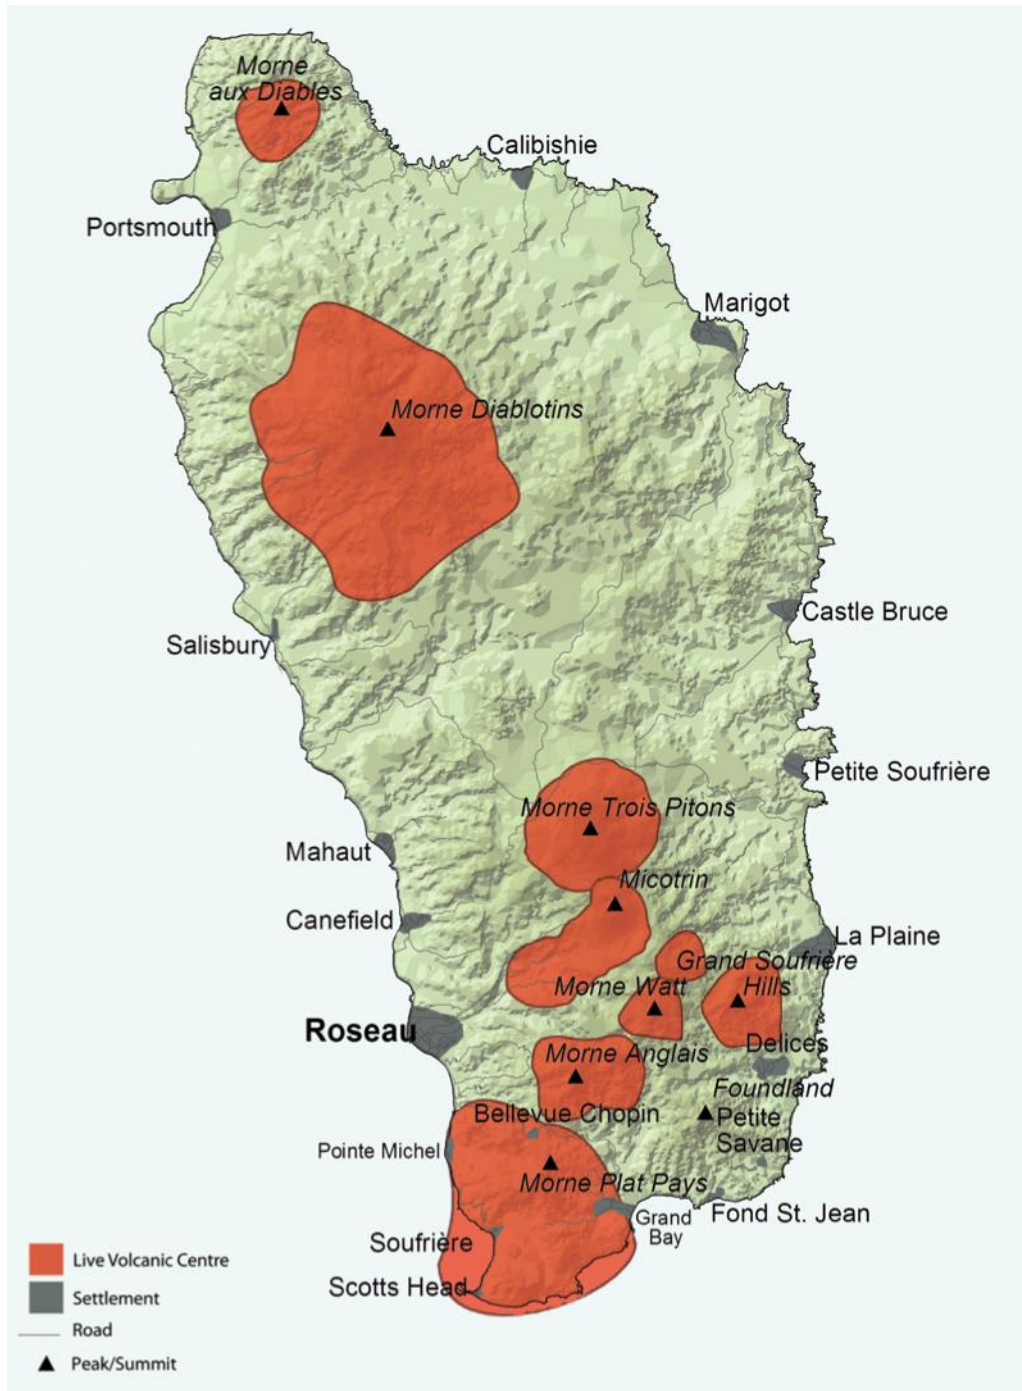 Morne
aux Diables
Calibishie
Portsmouth
Marigot
Morne Diablotins
Castle Bruce
Salisbury
Petite Soufrière
Morne Trois Pitons
Mahaut
Micotrin
Canefield
La Plaine
Grand Soufrière
Hills
Morne Watt
Roseau
Delices
Morne Anglais
Foundland
Bellevue Chopin
Petite
Savane
Pointe Michel
Morne Plat Pays
Grand
Bay
Fond St. Jean
Soufrière
Scotts Head
Live Volcanic Centre
Settlement
Road
Peak/Summit